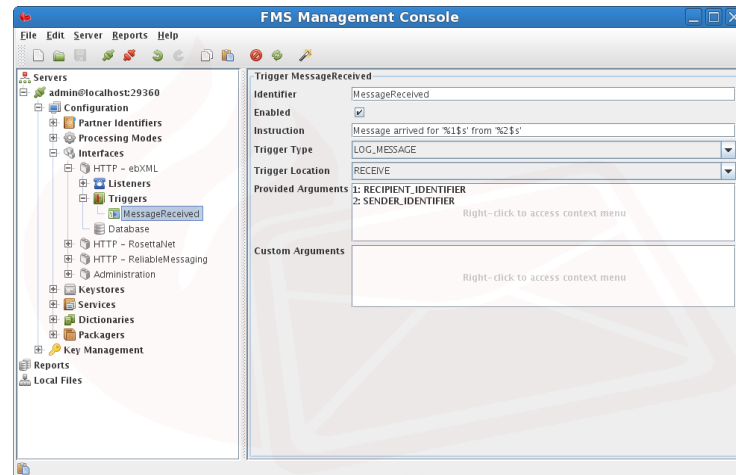 FMS Management Console
File Edit Server Reports Help
Servers
admin@localhost:29360
Configuration
Partner Identifiers
Processing Modes
Interfaces
HTTP - ebXML
Listeners
Triggers
MessageReceived
Database
HTTP - RosettaNet
HTTP - ReliableMessaging
Administration
Keystores
Services
Dictionaries
Packagers
Key Management
Reports
Local Files
Trigger MessageReceived
Identifier MessageReceived
Enabled
Instruction Message arrived for '%1$s' from '%2$s'
Trigger Type LOG_MESSAGE
Trigger Location RECEIVE
Provided Arguments 1: RECIPIENT_IDENTIFIER
2: SENDER_IDENTIFIER
Right-click to access context menu
Custom Arguments
Right-click to access context menu